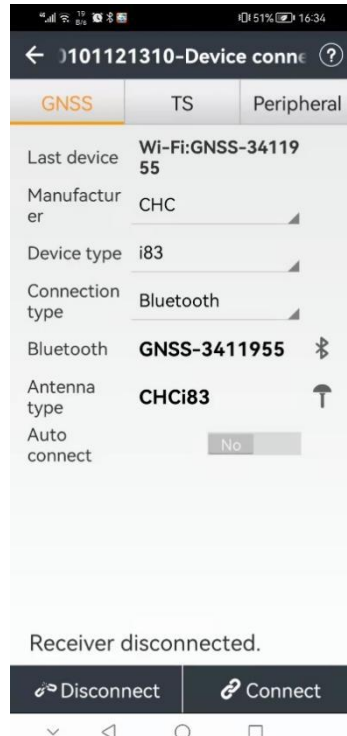 19
B/s
51%
16:34
101121310-Device conne
?
GNSS
TS
Peripheral
Last device
Wi-Fi:GNSS-34119
55
Manufactur
er
CHC
Device type
i83
Connection
type
Bluetooth
Bluetooth
GNSS-3411955
Antenna
type
CHCi83
Auto
connect
No
Receiver disconnected.
Disconnect
Connect